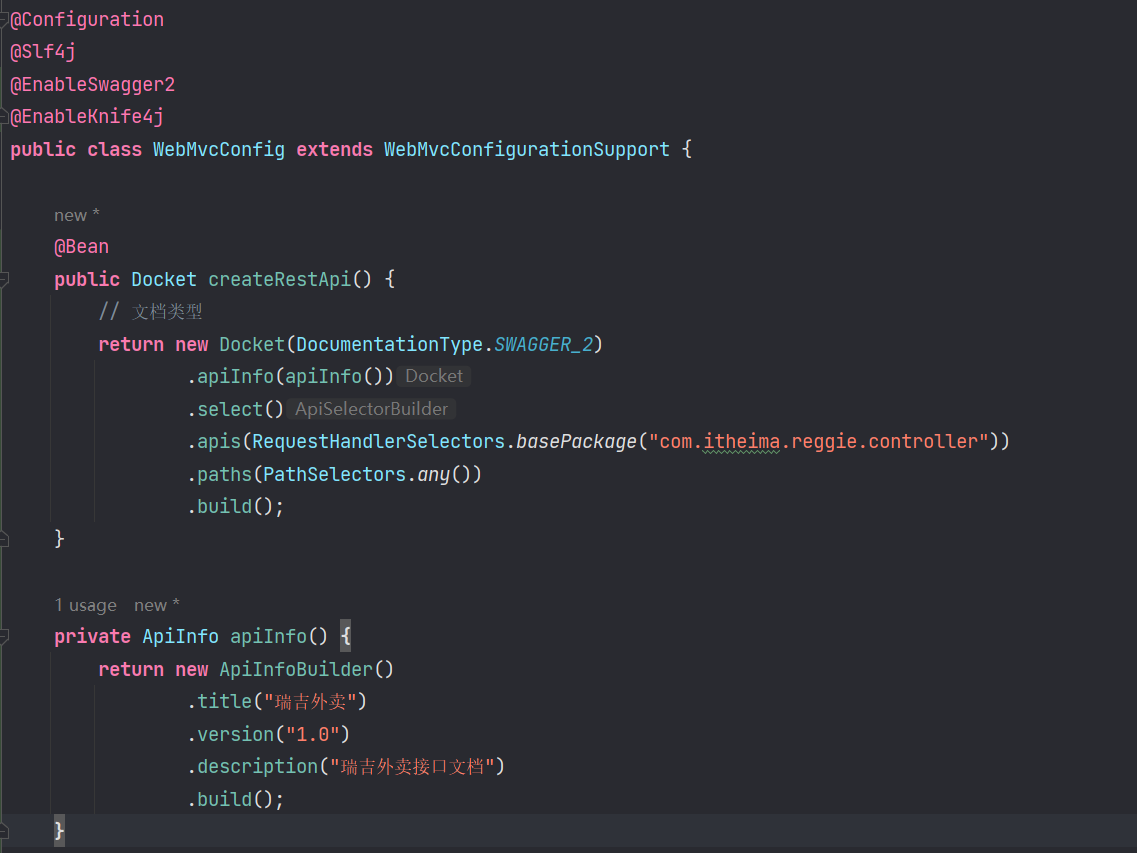 @Configuration
@Slf4j
@EnableSwagger2
@EnableKnife4j
public class WebMvcConfig extends WebMvcConfigurationSupport {
new *
@Bean
public Docket createRestApi() {
// 文档类型
return new Docket(DocumentationType.SWAGGER_2)
.apiInfo(apiInfo()) Docket
.select() ApiSelectorBuilder
.apis(RequestHandlerSelectors.basePackage("com.itheima.reggie.controller"))
.paths(PathSelectors.any())
.build();
}
1 usage new *
private ApiInfo apiInfo() {
return new ApiInfoBuilder()
.title("瑞吉外卖")
.version("1.0")
.description("瑞吉外卖接口文档")
.build();
}